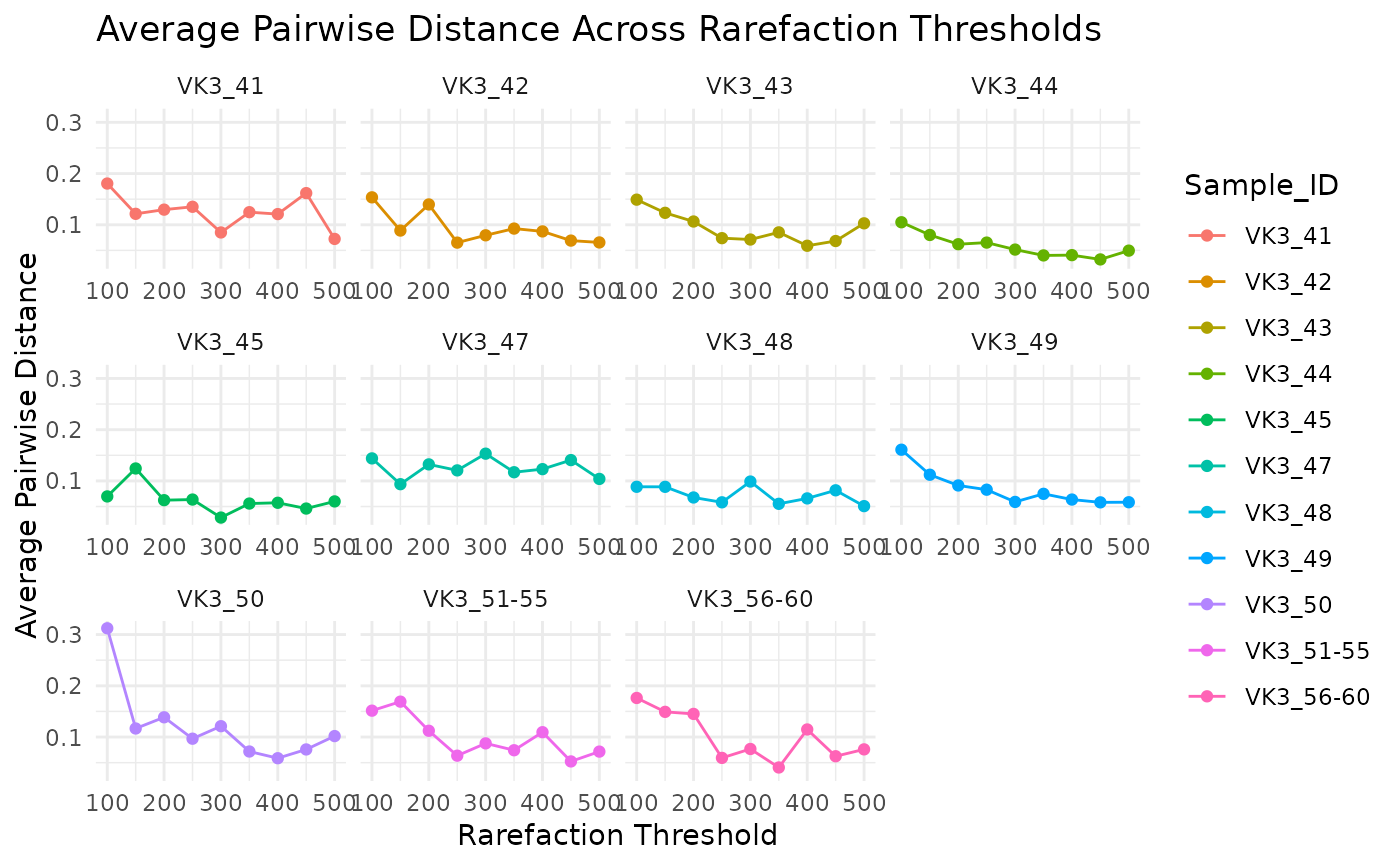 Average Pairwise Distance Across Rarefaction Thresholds
VK3_41 VK3_42 VK3_43 VK3_44
0.3
0.2
0.1
100 200 300 400 500 100 200 300 400 500 100 200 300 400 500 100 200 300 400 500
VK3_45 VK3_47 VK3_48 VK3_49
0.3
0.2
0.1
100 200 300 400 500 100 200 300 400 500 100 200 300 400 500 100 200 300 400 500
VK3_50 VK3_51-55 VK3_56-60
0.3
0.2
0.1
100 200 300 400 500 100 200 300 400 500 100 200 300 400 500
Average Pairwise Distance
Rarefaction Threshold
Sample_ID
VK3_41
VK3_42
VK3_43
VK3_44
VK3_45
VK3_47
VK3_48
VK3_49
VK3_50
VK3_51-55
VK3_56-60